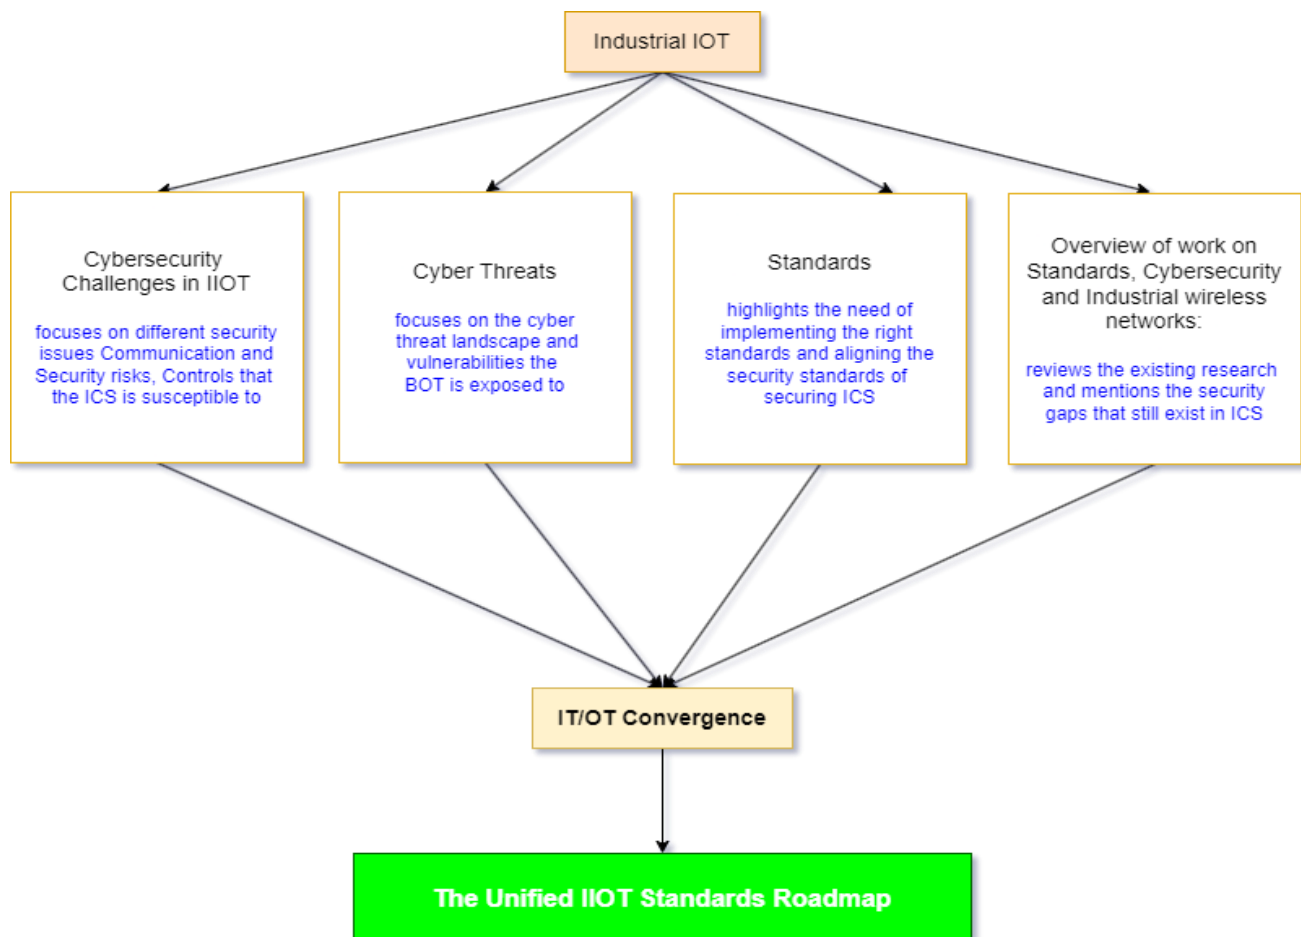 Industrial IOT
Cybersecurity
Challenges in IIOT
focuses on different security
issues Communication and
Security risks, Controls that
the ICS is susceptible to
Cyber Threats
focuses on the cyber
threat landscape and
vulnerabilities the
BOT is exposed to
Standards
highlights the need of
implementing the right
standards and aligning the
security standards of
securing ICS
Overview of work on
Standards, Cybersecurity
and Industrial wireless
networks:
reviews the existing research
and mentions the security
gaps that still exist in ICS
IT/OT Convergence
The Unified IIOT Standards Roadmap